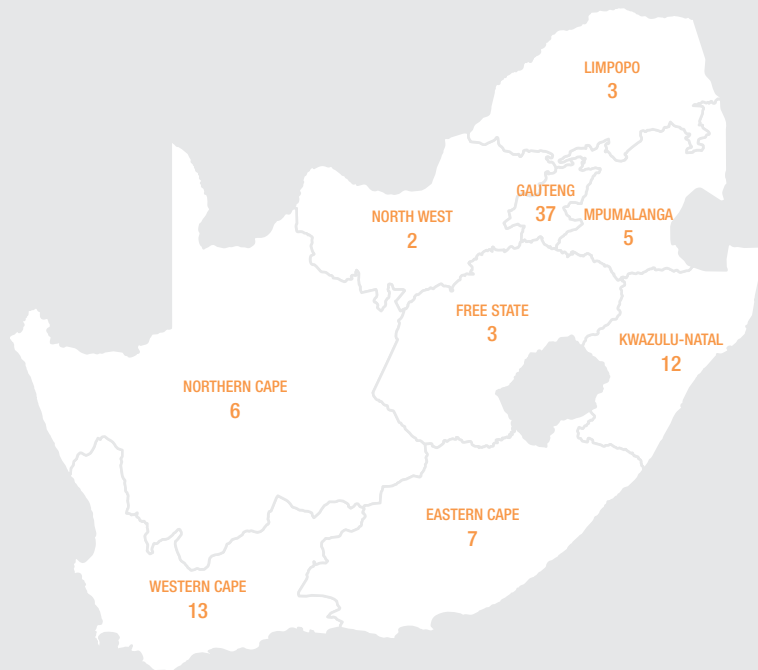 LIMPOPO
3
GAUTENG
37
MPUMALANGA
5
NORTH WEST
2
FREE STATE
3
KWAZULU-NATAL
12
NORTHERN CAPE
6
EASTERN CAPE
7
WESTERN CAPE
13